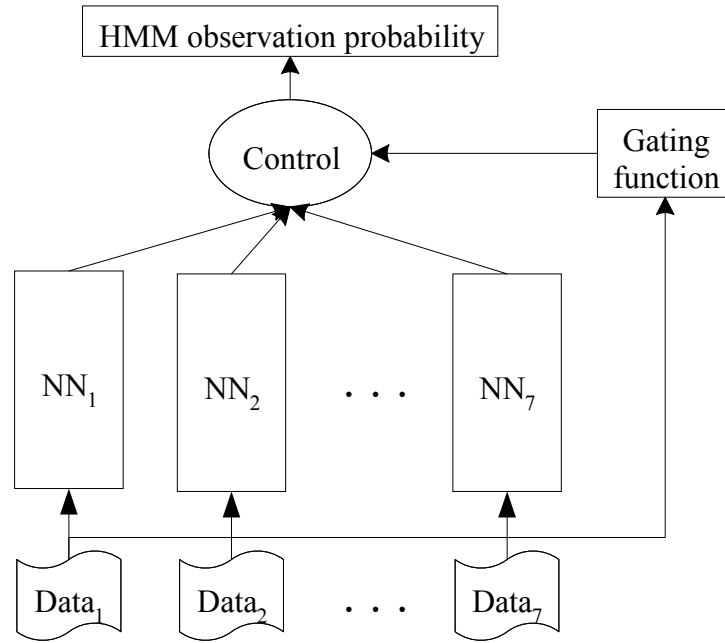 HMM observation probability
Control
Gating
function
NN₁
NN₂
. . .
NN₇
Data₁
Data₂
. . .
Data₇